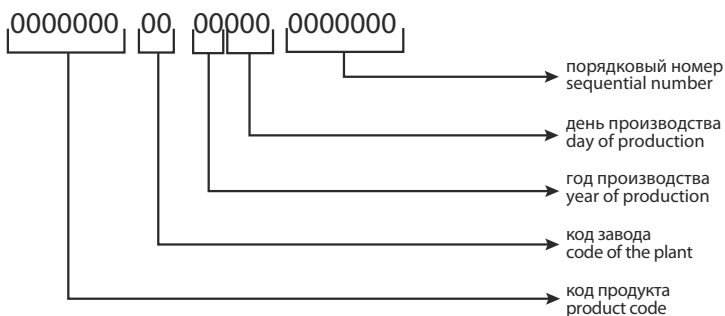 0000000 00 00000 0000000
порядковый номер
sequential number
день производства
day of production
год производства
year of production
код завода
code of the plant
код продукта
product code